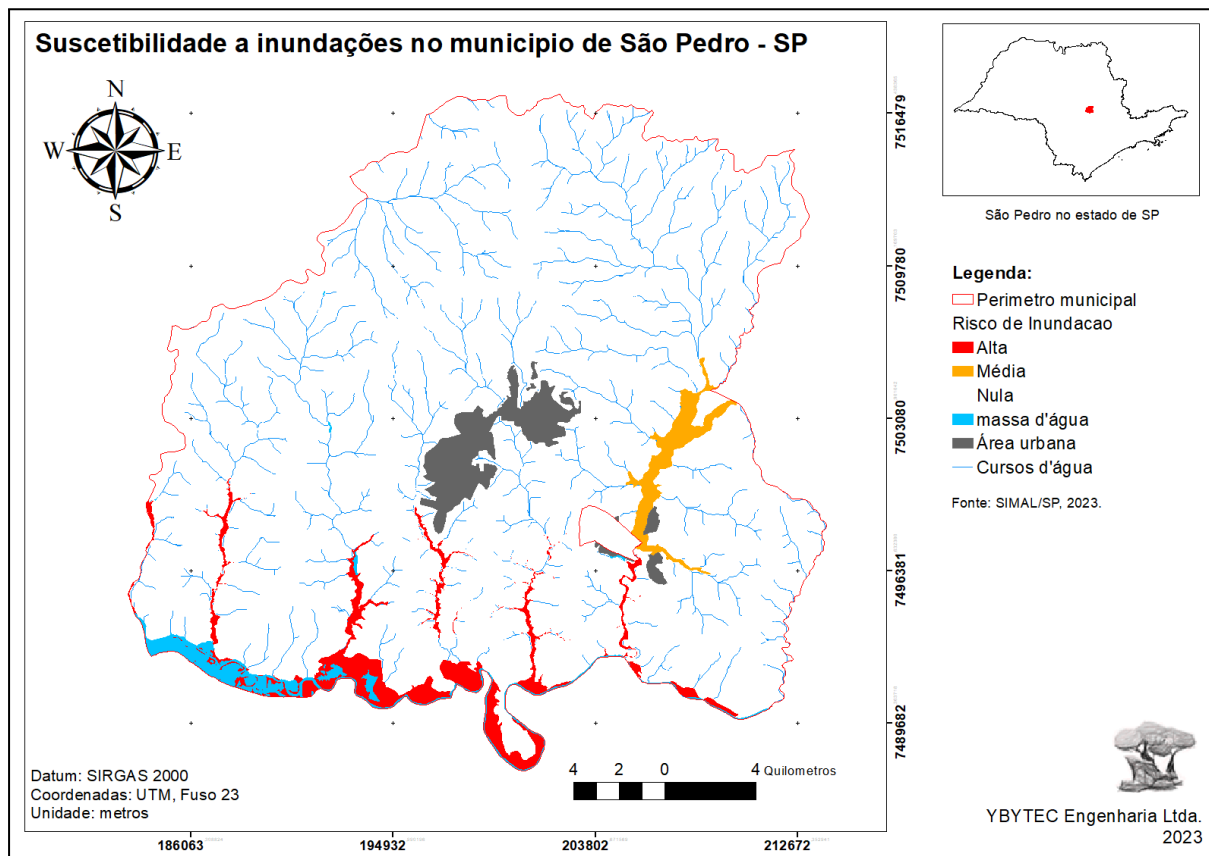 Suscetibilidade a inundações no municipio de São Pedro - SP
N
W
E
S
7516479
7509780
7503080
7496381
7489682
São Pedro no estado de SP
Legenda:
Perimetro municipal
Risco de Inundacao
Alta
Média
Nula
massa d'água
Área urbana
Cursos d'água
Fonte: SIMAL/SP, 2023.
Datum: SIRGAS 2000
Coordenadas: UTM, Fuso 23
Unidade: metros
4 2 0 4 Quilometros
186063
194932
203802
212672
YBYTEC Engenharia Ltda.
2023